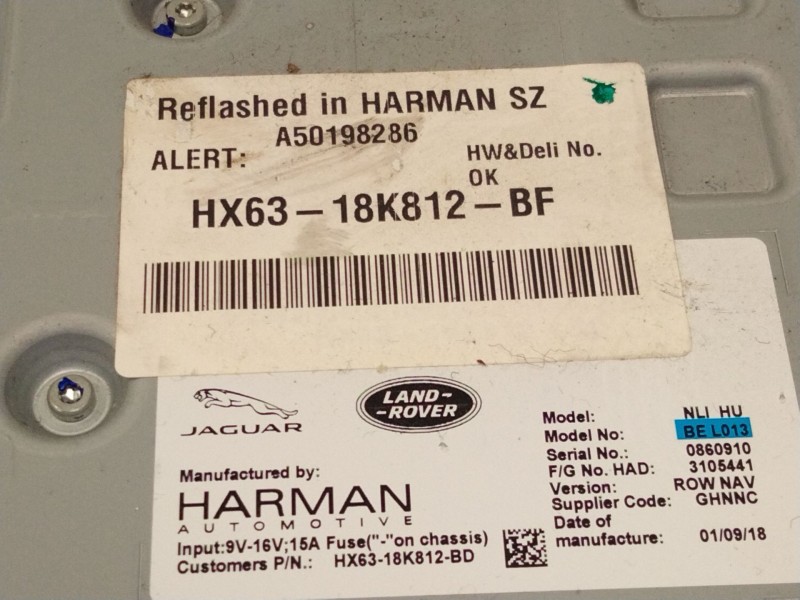 Reflashed in HARMAN SZ
A50198286
ALERT:
HW&Deli No.
OK
HX63-18K812-BF
JAGUAR
LAND-
-ROVER
Manufactured by:
HARMAN
AUTOMOTIVE
Input:9V-16V;15A Fuse("-"on chassis)
Customers P/N.: HX63-18K812-BD
Model: NLI HU
Model No: BE L013
Serial No.: 0860910
F/G No. HAD: 3105441
Version: ROW NAV
Supplier Code: GHNNC
Date of
manufacture: 01/09/18